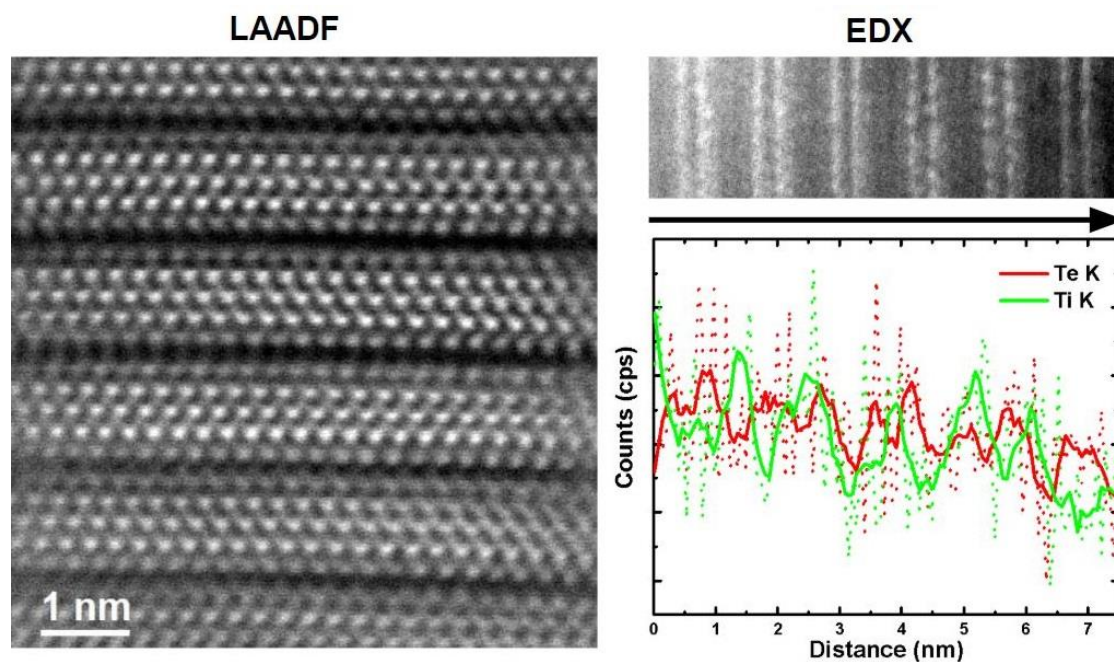 LAADF
1 nm
EDX
Te K
Ti K
Counts (cps)
0 1 2 3 4 5 6 7
Distance (nm)